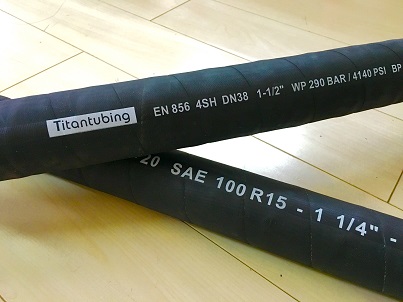 Titantubing EN 856 4SH DN38 1-1/2" WP 290 BAR / 4140 PSI BP
20 SAE 100 R15 - 1 1/4" -